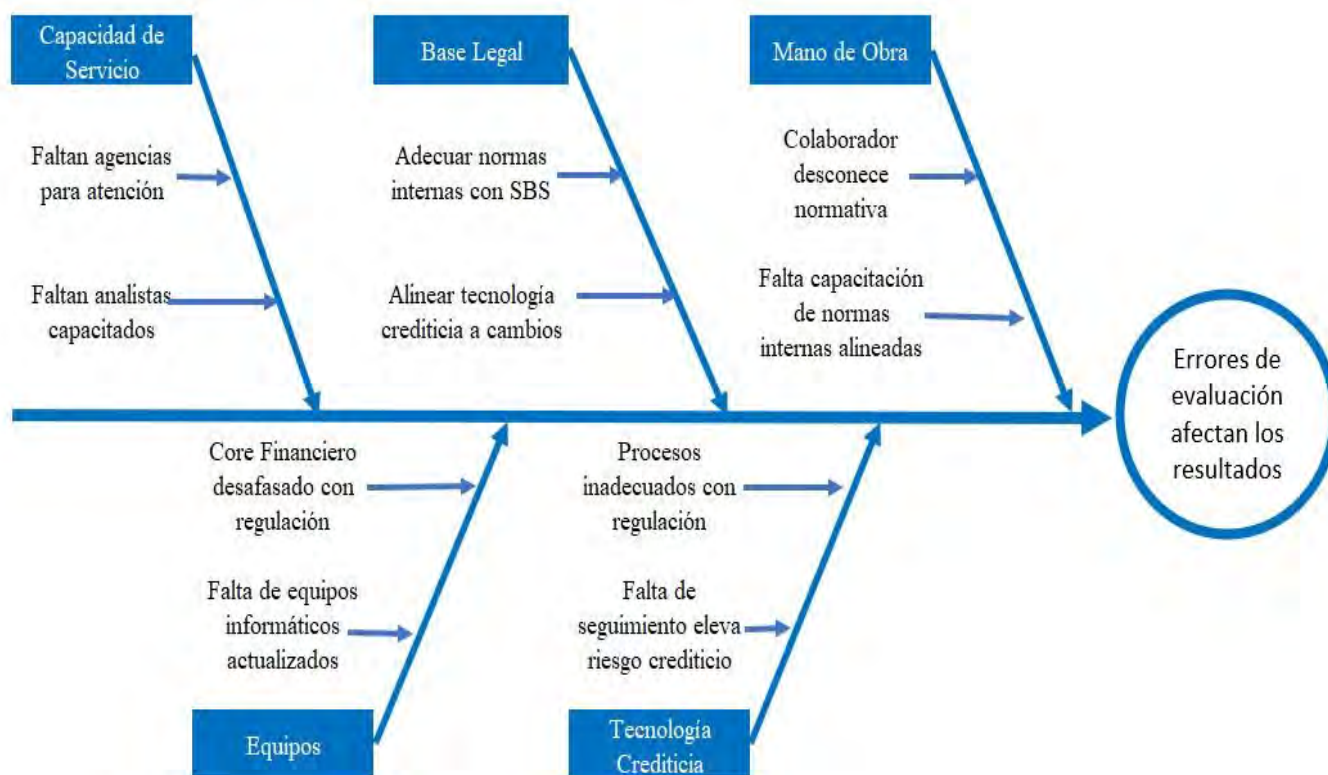 Capacidad de
Servicio
Base Legal
Mano de Obra
Faltan agencias
para atención
Adecuar normas
internas con SBS
Colaborador
desconece
normativa
Faltan analistas
capacitados
Alinear tecnología
crediticia a cambios
Falta capacitación
de normas
internas alineadas
Errores de
evaluación
afectan los
resultados
Core Financiero
desafasado con
regulación
Procesos
inadecuados con
regulación
Falta de equipos
informáticos
actualizados
Falta de
seguimiento eleva
riesgo crediticio
Equipos
Tecnología
Crediticia